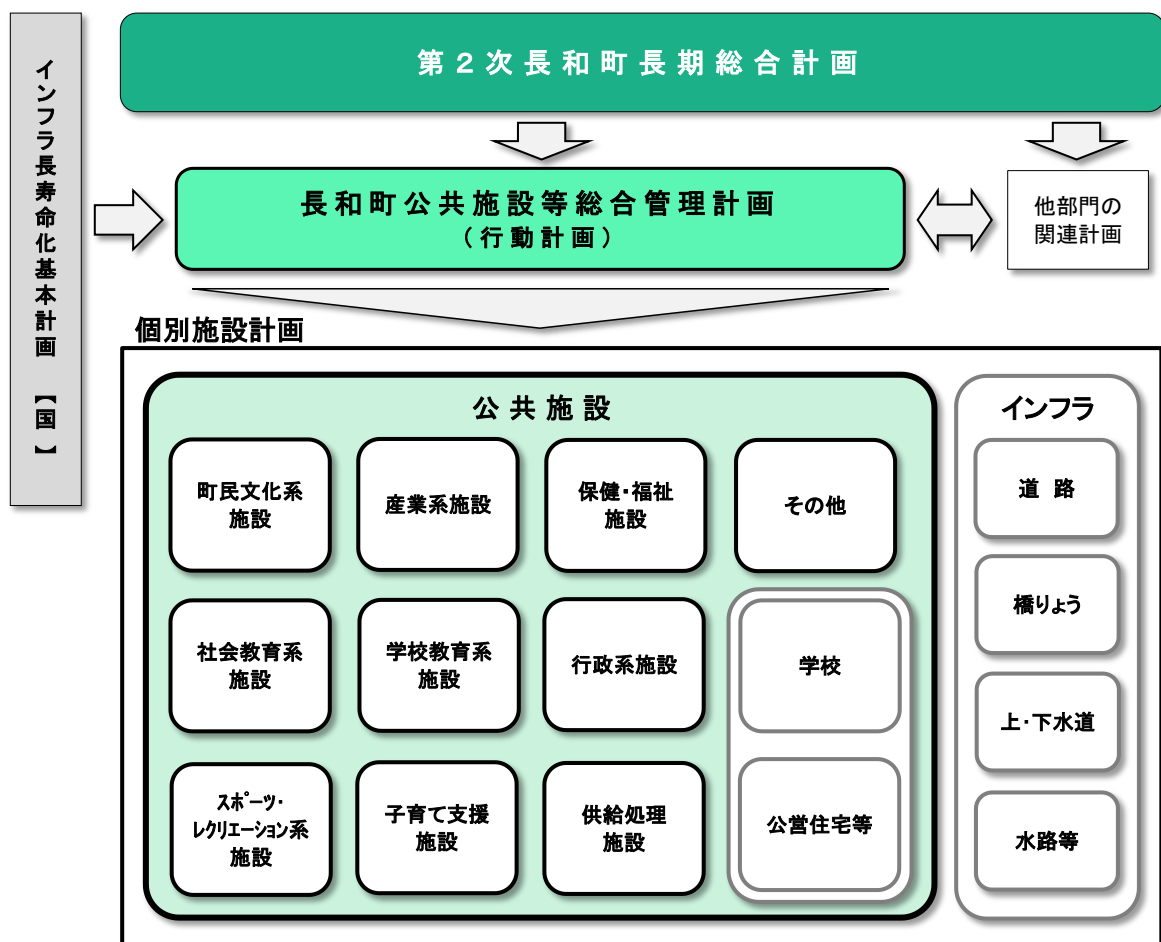 インフラ長寿命化基本計画【国】
第2次長和町長期総合計画
長和町公共施設等総合管理計画
(行動計画)
他部門の
関連計画
個別施設計画
公共施設
町民文化系
施設
産業系施設
保健・福祉
施設
その他
社会教育系
施設
学校教育系
施設
行政系施設
学校
スポーツ・
レクリエーション系
施設
子育て支援
施設
供給処理
施設
公営住宅等
インフラ
道路
橋りょう
上・下水道
水路等